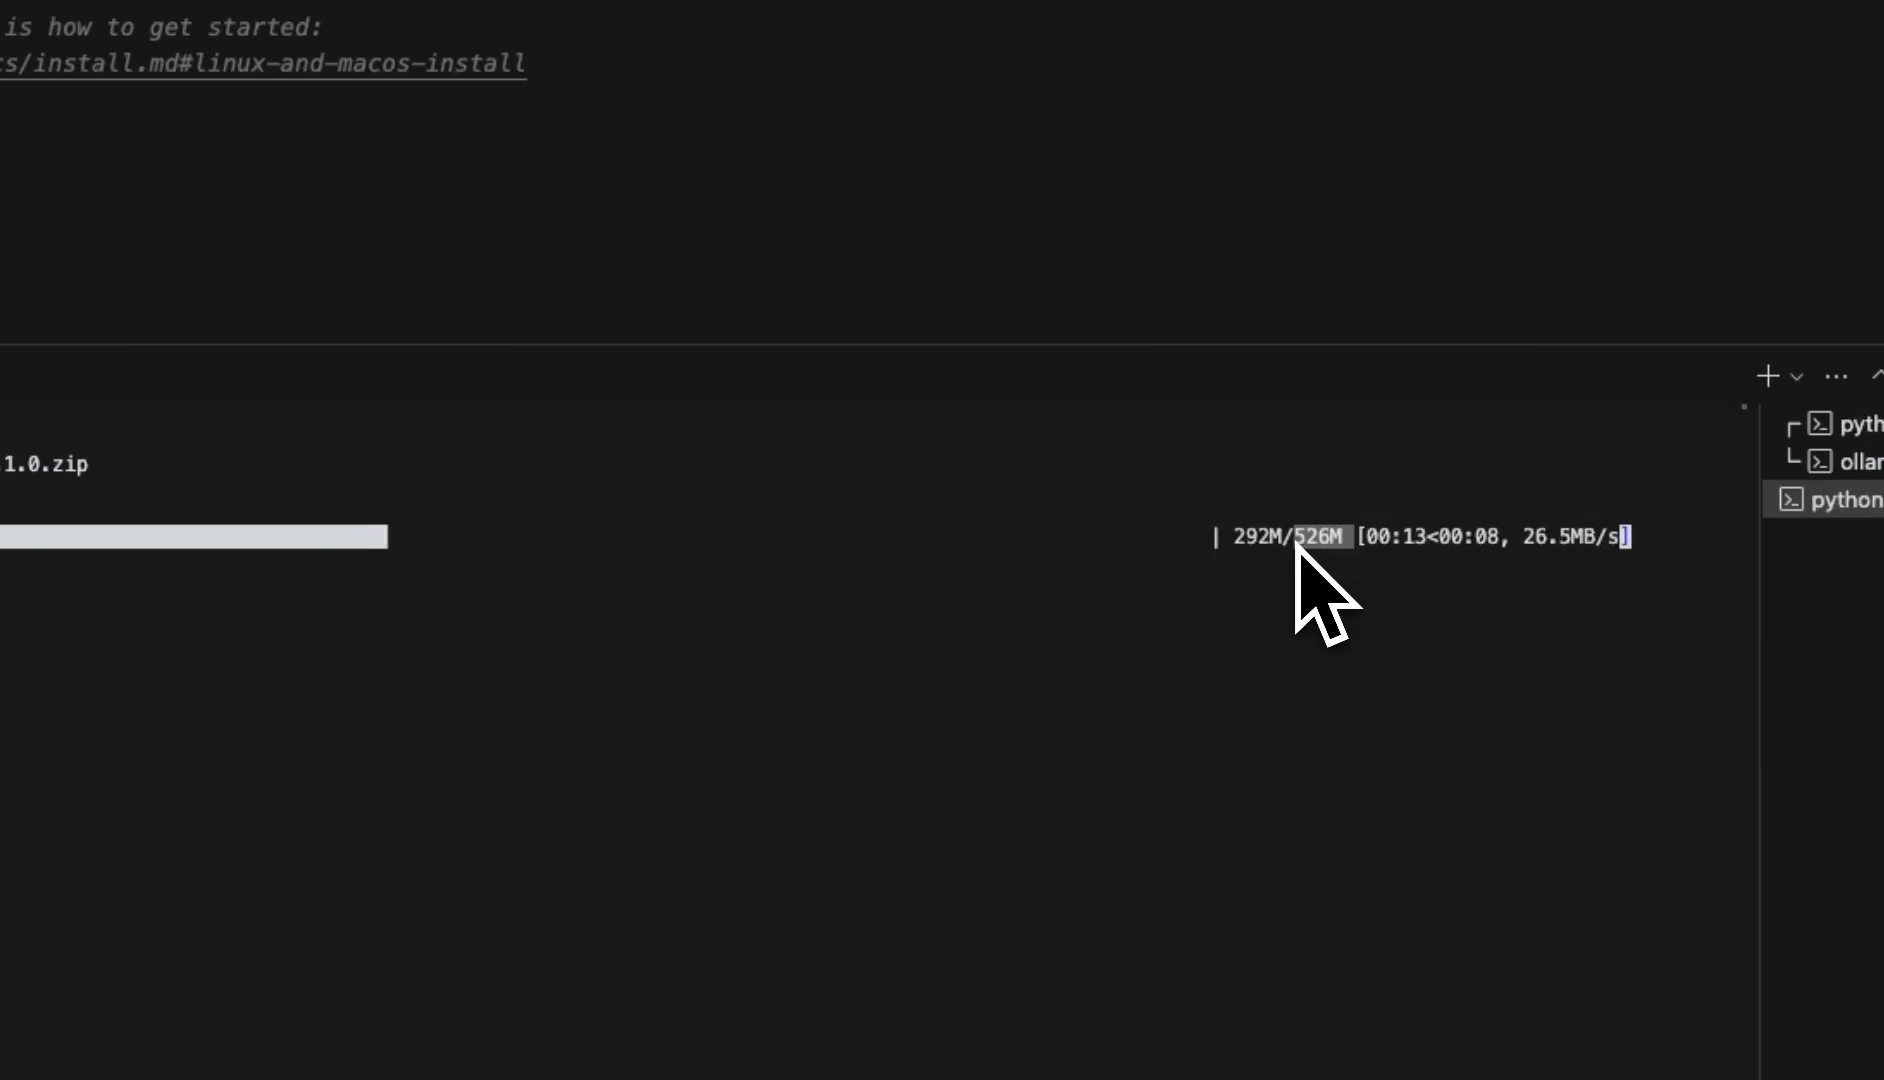 is how to get started:
s/install.md#linux-and-macos-install
pyth
1.0.zip
ollar
python
| 292M/526M [00:13<00:08, 26.5MB/s]